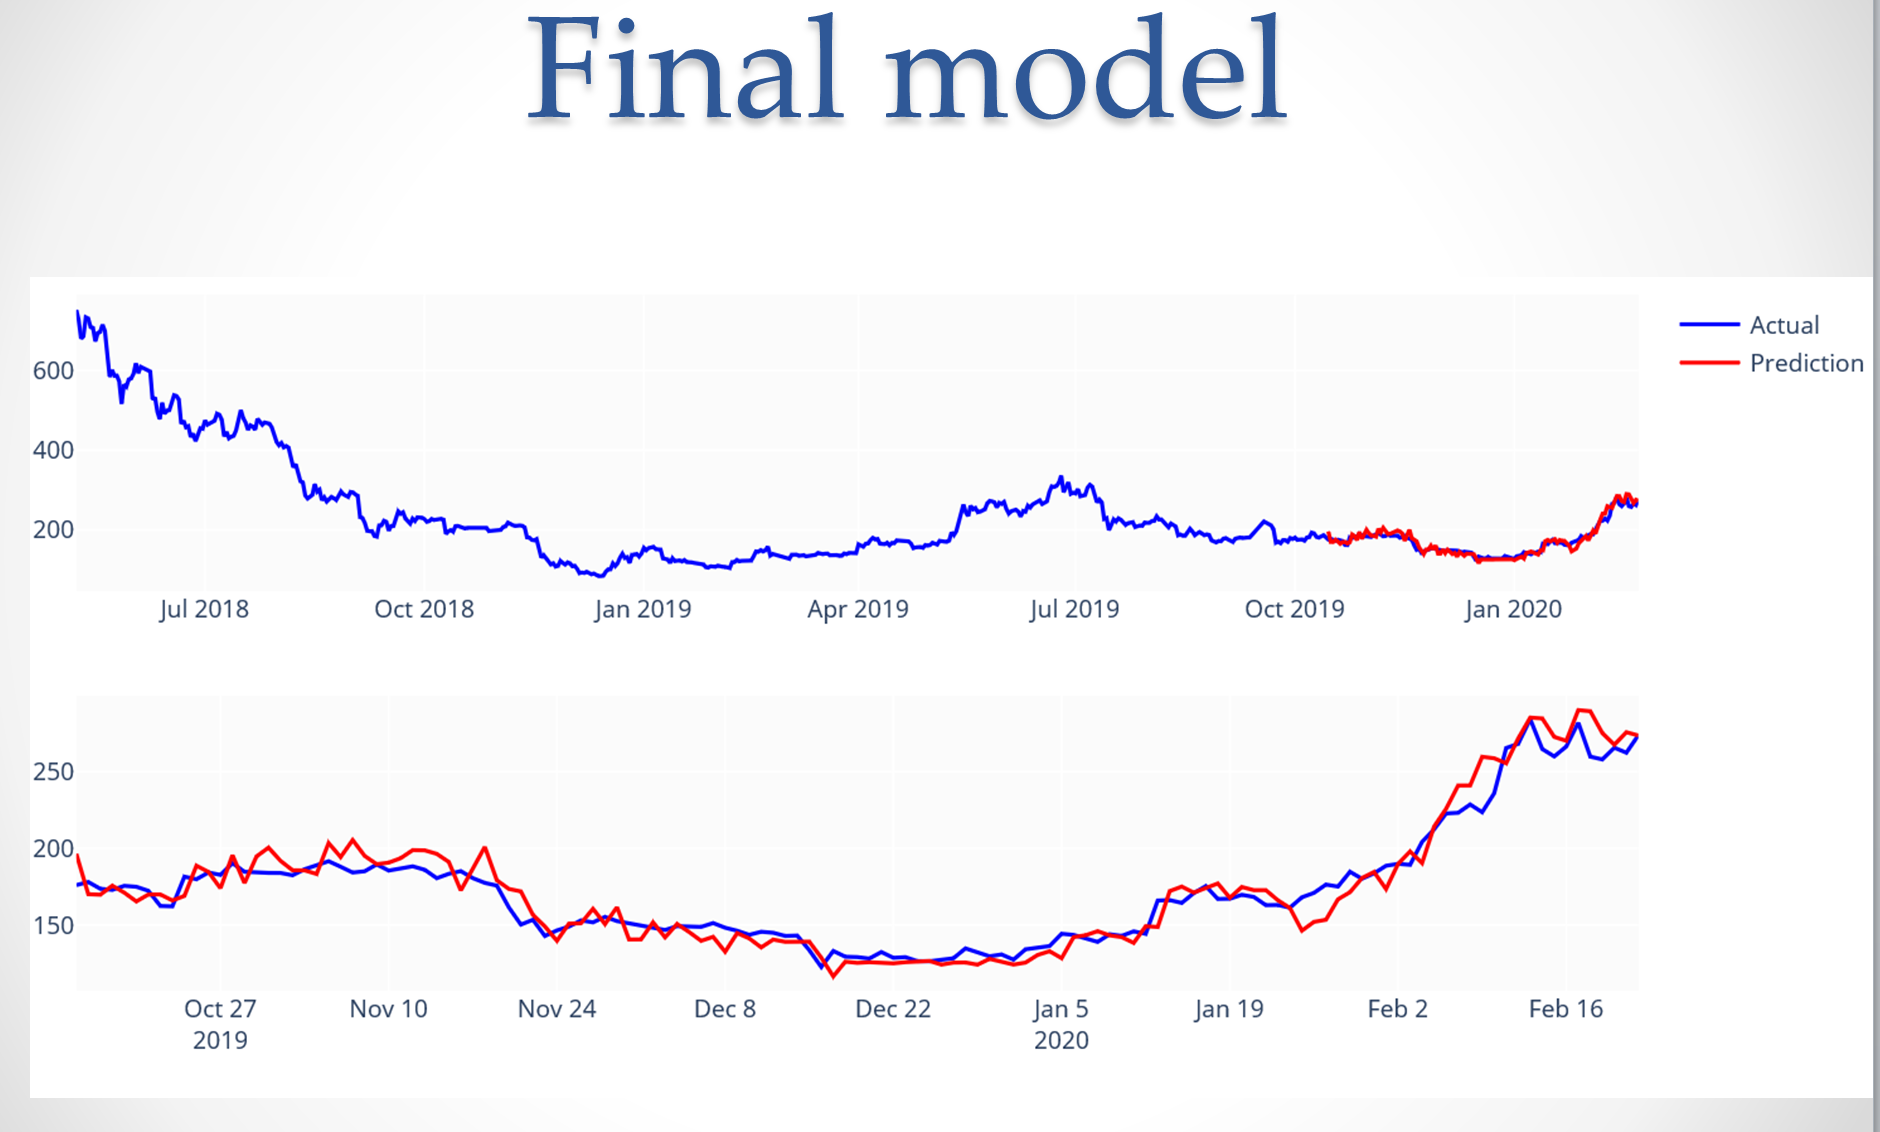 Final model
Actual
Prediction
600
400
200
Jul 2018 Oct 2018 Jan 2019 Apr 2019 Jul 2019 Oct 2019 Jan 2020
250
200
150
Oct 27 Nov 10 Nov 24 Dec 8 Dec 22 Jan 5 Jan 19 Feb 2 Feb 16
2019 2020